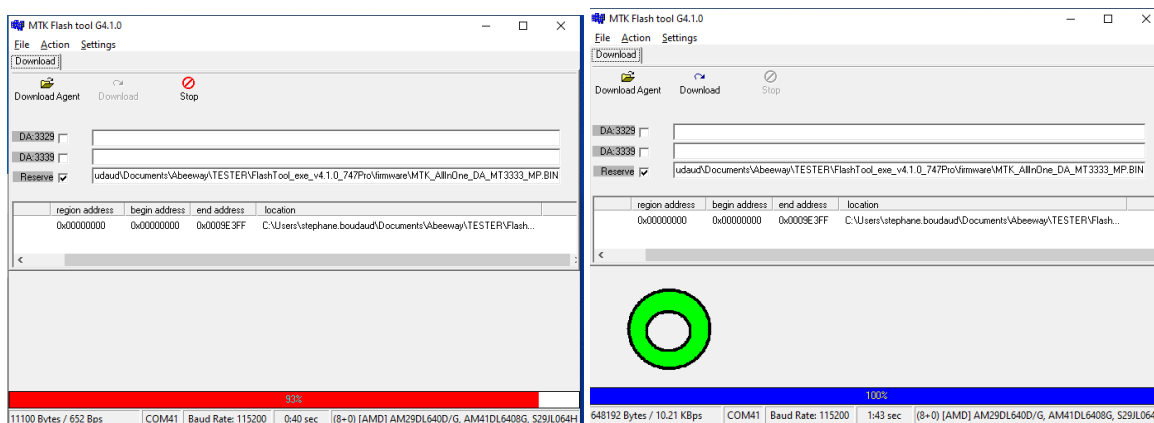 MTK Flash tool G4.1.0
File Action Settings
Download
Download Agent Download Stop
DA:3329
DA:3339
Reserve udaud\Documents\Abeeway\TESTER\FlashTool_exe_v4.1.0_747Pro\firmware\MTK_AllInOne_DA_MT3333_MP.BIN
region address begin address end address location
0x00000000 0x00000000 0x0009E3FF C:\Users\stephane.boudaud\Documents\Abeeway\TESTER\Flash...
93%
11100 Bytes / 652 Bps COM41 Baud Rate: 115200 0:40 sec (8+0) [AMD] AM29DL640D/G, AM41DL6408G, S29JL064H
MTK Flash tool G4.1.0
File Action Settings
Download
Download Agent Download Stop
DA:3329
DA:3339
Reserve udaud\Documents\Abeeway\TESTER\FlashTool_exe_v4.1.0_747Pro\firmware\MTK_AllInOne_DA_MT3333_MP.BIN
region address begin address end address location
0x00000000 0x00000000 0x0009E3FF C:\Users\stephane.boudaud\Documents\Abeeway\TESTER\Flash...
100%
648192 Bytes / 10.21 KBps COM41 Baud Rate: 115200 1:43 sec (8+0) [AMD] AM29DL640D/G, AM41DL6408G, S29JL064